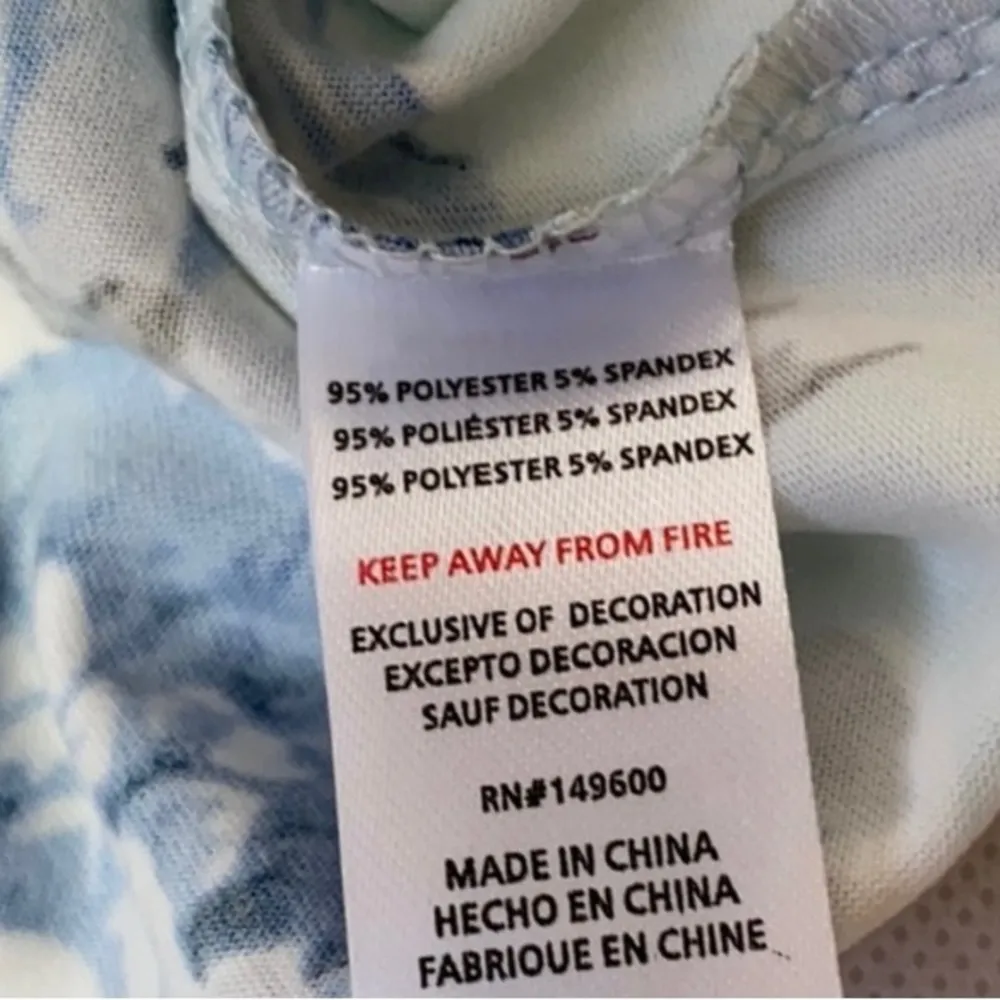 95% POLYESTER 5% SPANDEX
95% POLIÉSTER 5% SPANDEX
95% POLYESTER 5% SPANDEX
KEEP AWAY FROM FIRE
EXCLUSIVE OF DECORATION
EXCEPTO DECORACION
SAUF DECORATION
RN#149600
MADE IN CHINA
HECHO EN CHINA
FABRIQUE EN CHINE